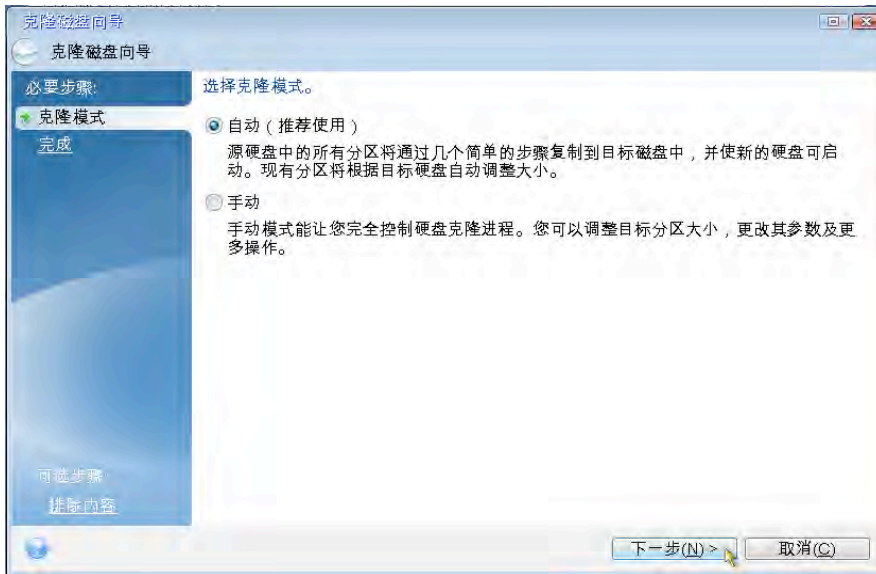 克隆磁盘向导
克隆磁盘向导
必要步骤:
克隆模式
完成
选择克隆模式。
自动（推荐使用）
源硬盘中的所有分区将通过几个简单的步骤复制到目标磁盘中，并使新的硬盘可启
动。现有分区将根据目标硬盘自动调整大小。
手动
手动模式能让您完全控制硬盘克隆进程。您可以调整目标分区大小，更改其参数及更
多操作。
可选步骤:
排除内容
下一步(N) >
取消(C)